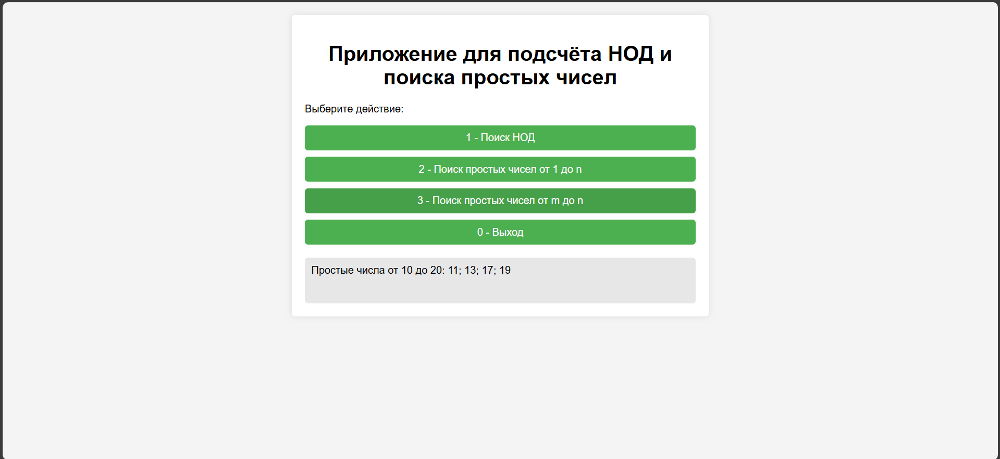 Приложение для подсчёта НОД и
поиска простых чисел
Выберите действие:
1 - Поиск НОД
2 - Поиск простых чисел от 1 до n
3 - Поиск простых чисел от m до n
0 - Выход
Простые числа от 10 до 20: 11; 13; 17; 19